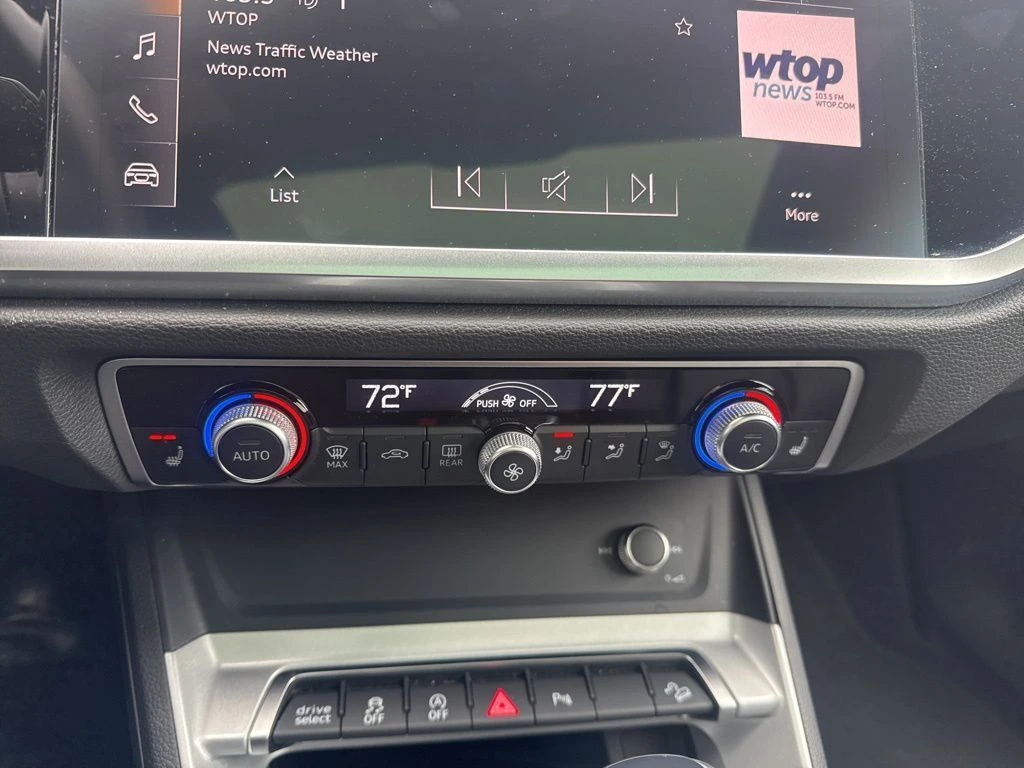 WTOP
News Traffic Weather
wtop.com
wtop
news
103.5 FM
WTOP.COM
List
More
72°F
PUSH OFF
77°F
AUTO
MAX
REAR
A/C
drive
select
OFF
A
OFF
P